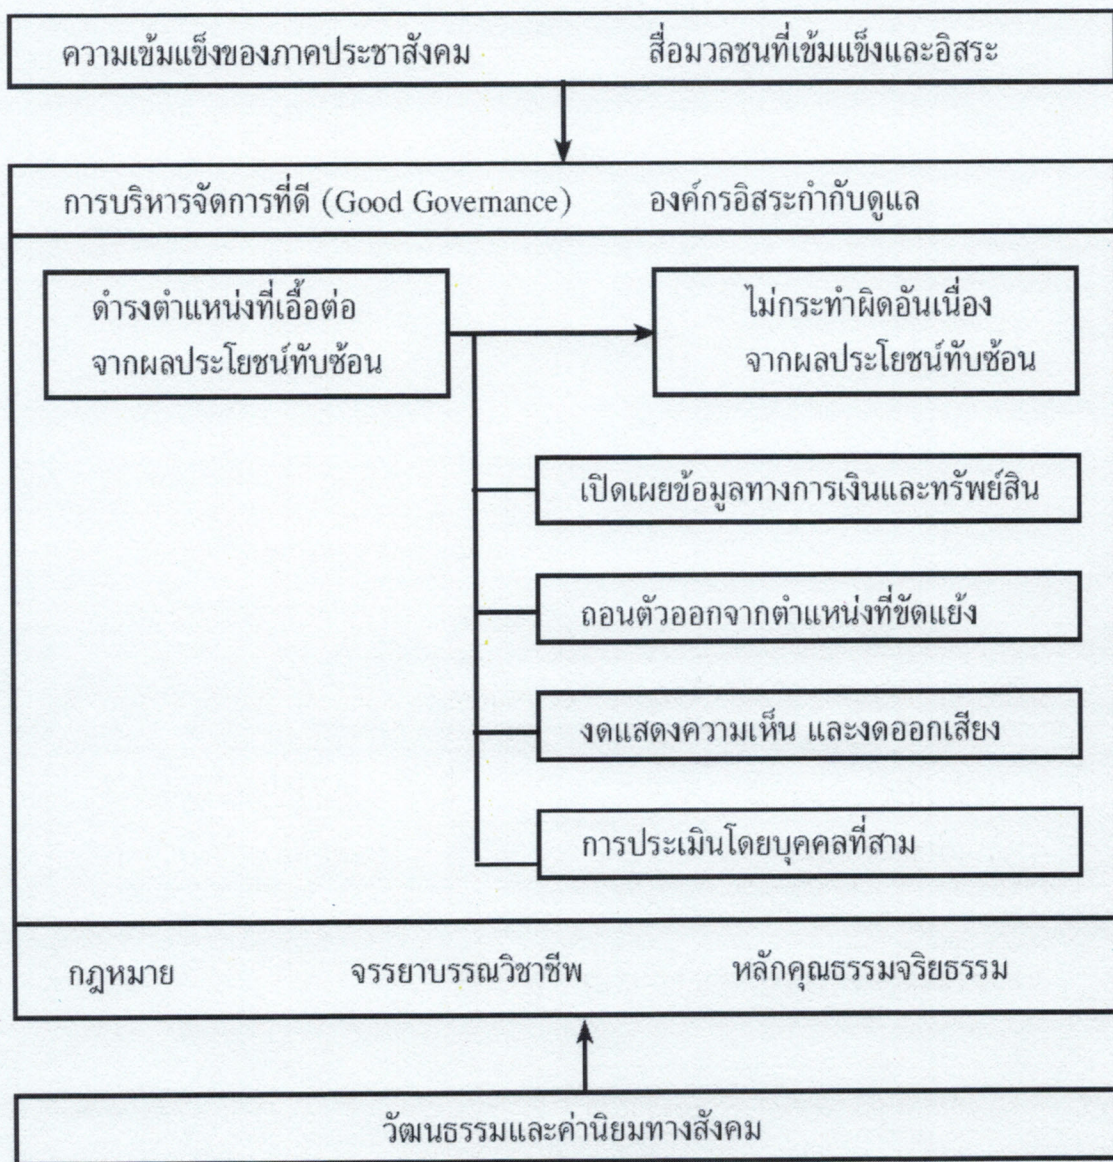 ความเข้มแข็งของภาคประชาสังคม สื่อมวลชนที่เข้มแข็งและอิสระ
การบริหารจัดการที่ดี (Good Governance) องค์กรอิสระกำกับดูแล
ดำรงตำแหน่งที่เอื้อต่อ
จากผลประโยชน์ทับซ้อน
ไม่กระทำผิดอันเนื่อง
จากผลประโยชน์ทับซ้อน
เปิดเผยข้อมูลทางการเงินและทรัพย์สิน
ถอนตัวออกจากตำแหน่งที่ขัดแย้ง
งดแสดงความเห็น และงดออกเสียง
การประเมินโดยบุคคลที่สาม
กฎหมาย จรรยาบรรณวิชาชีพ หลักคุณธรรมจริยธรรม
วัฒนธรรมและค่านิยมทางสังคม